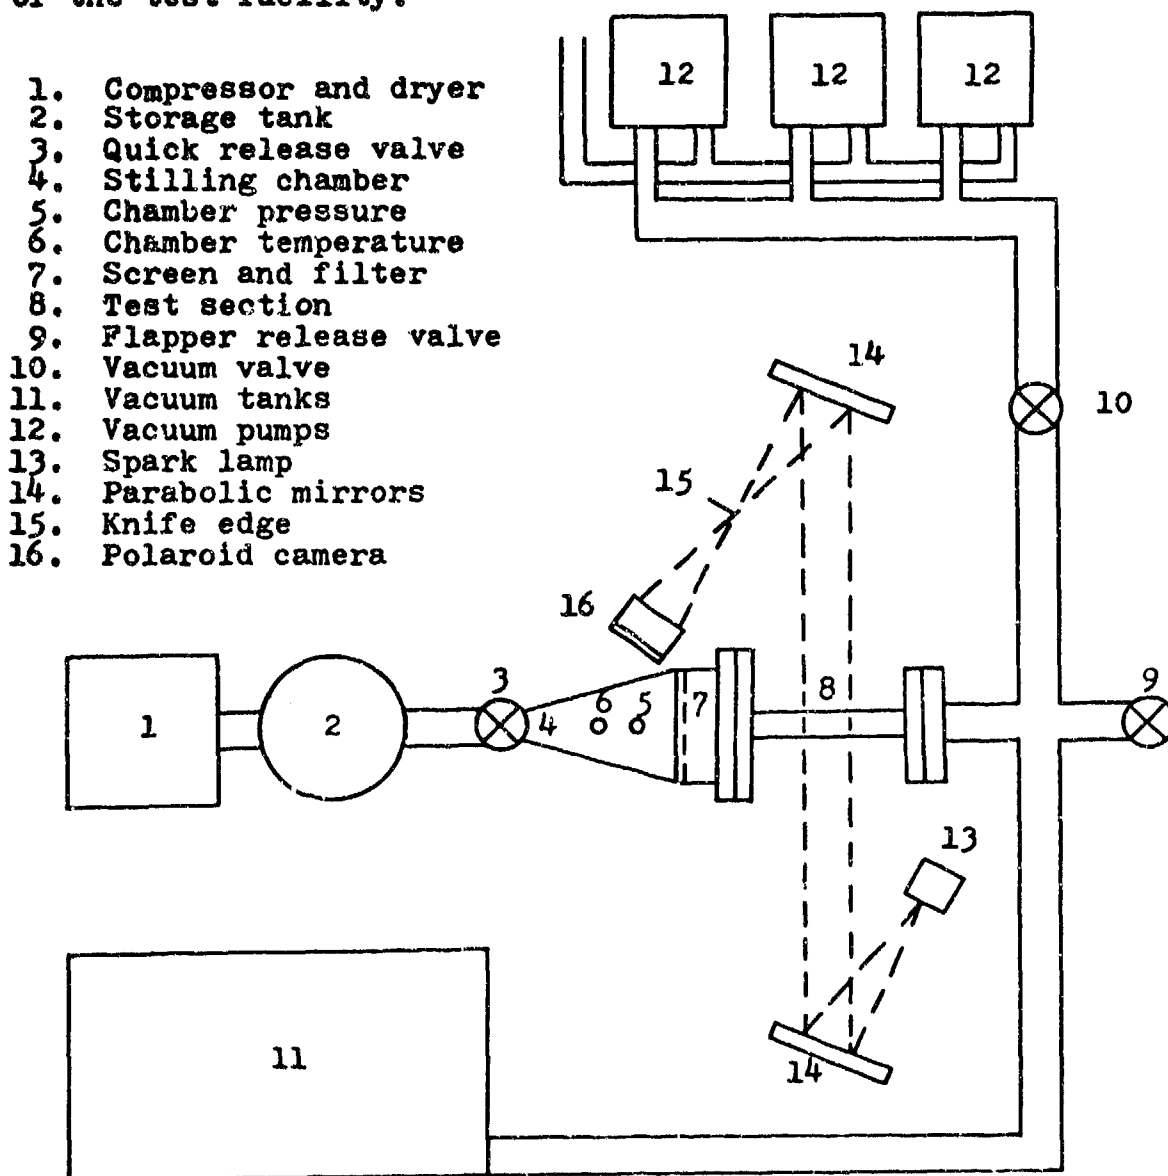 of the test facility.
1. Compressor and dryer
2. Storage tank
3. Quick release valve
4. Stilling chamber
5. Chamber pressure
6. Chamber temperature
7. Screen and filter
8. Test section
9. Flapper release valve
10. Vacuum valve
11. Vacuum tanks
12. Vacuum pumps
13. Spark lamp
14. Parabolic mirrors
15. Knife edge
16. Polaroid camera
12 12 12
14
10
15
16
3
9
1 2 4 6 5 7 8
13
14
11